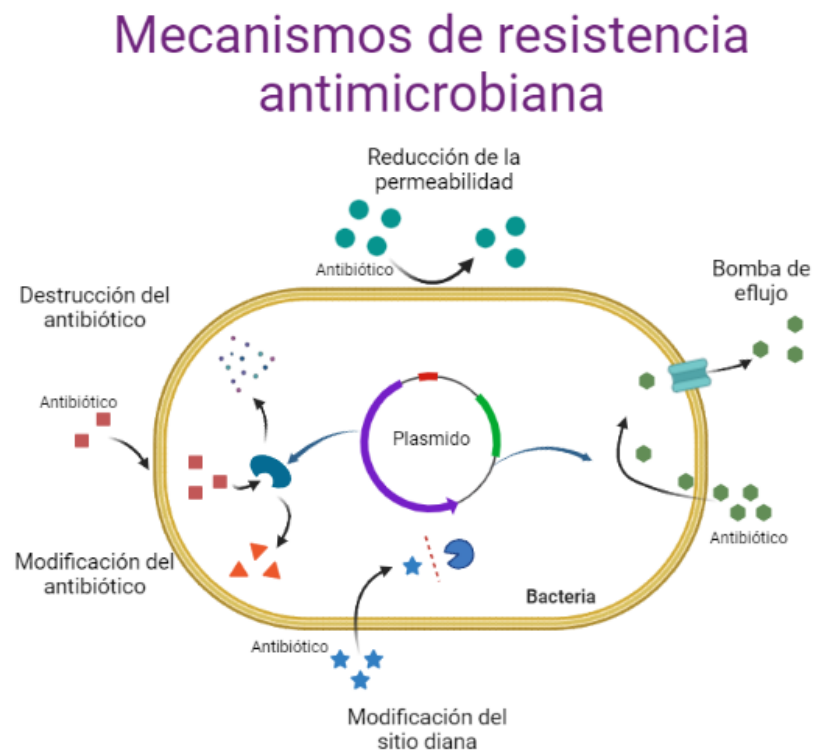 Mecanismos de resistencia
antimicrobiana
Reducción de la
permeabilidad
Antibiótico
Bomba de
eflujo
Destrucción del
antibiótico
Antibiótico
Plasmido
Antibiótico
Modificación del
antibiótico
Bacteria
Antibiótico
Modificación del
sitio diana